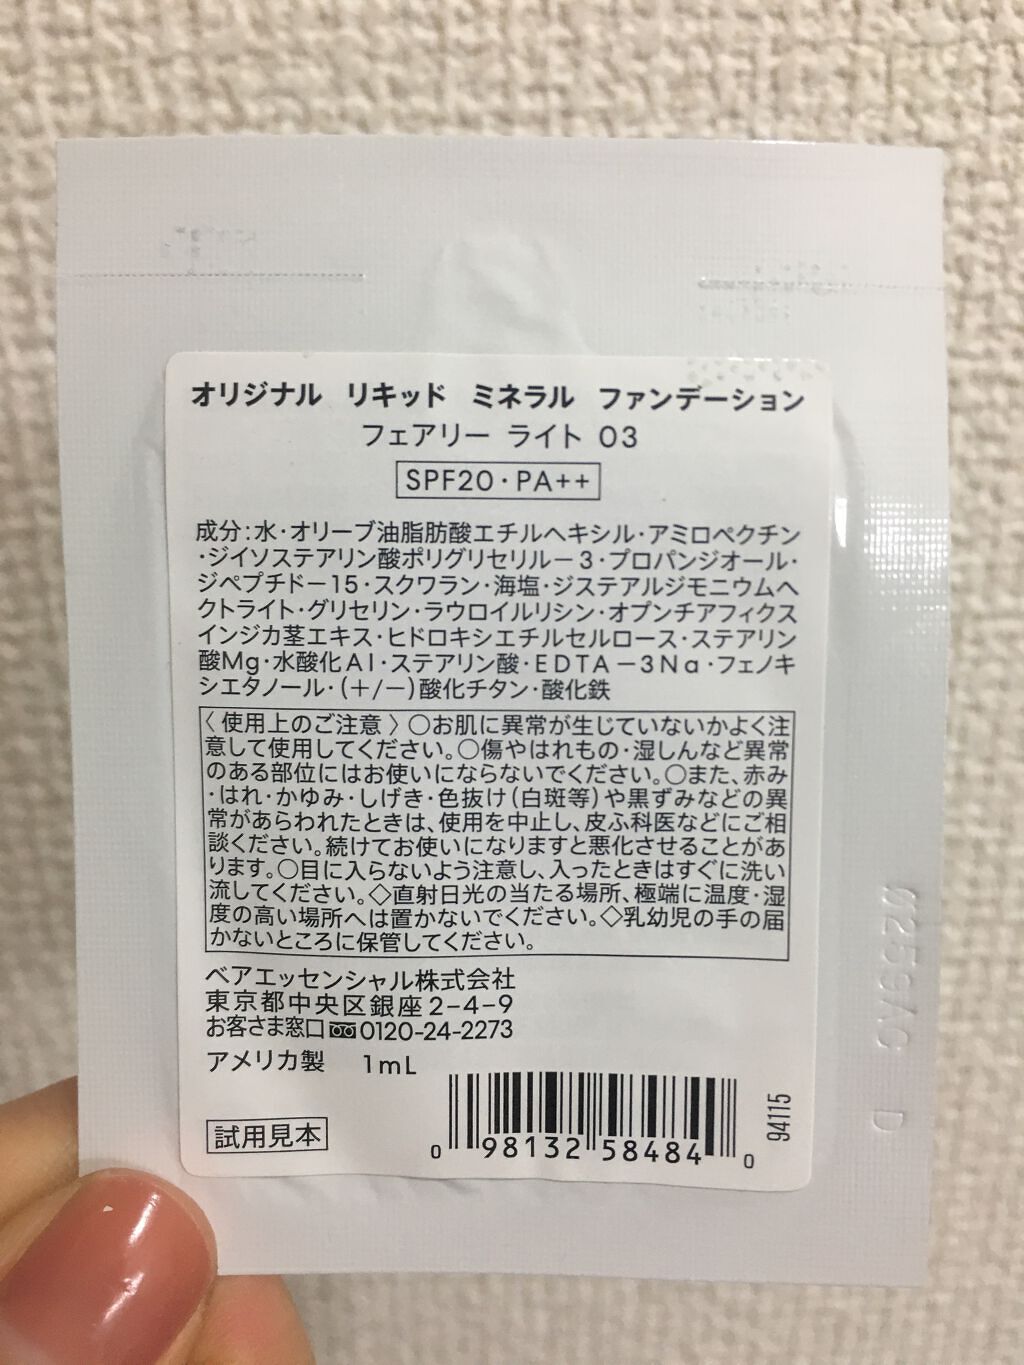 オリジナル リキッド ミネラル ファンデーション
フェアリー ライト 03
SPF20・PA++
成分:水・オリーブ油脂肪酸エチルヘキシル・アミロペクチン
・ジイソステアリン酸ポリグリセリル－3・プロパンジオール・
ジペプチド－15・スクワラン・海塩・ジステアルジモニウムヘ
クトライト・グリセリン・ラウロイルリシン・オプンチアフィクス
インジカ茎エキス・ヒドロキシエチルセルロース・ステアリン
酸Mg・水酸化Al・ステアリン酸・EDTA－3Na・フェノキ
シエタノール・(+/−)酸化チタン・酸化鉄
〈使用上のご注意〉○お肌に異常が生じていないかよく注
意して使用してください。○傷やはれもの・湿しんなど異常
のある部位にはお使いにならないでください。○また、赤み
・はれ・かゆみ・しげき・色抜け(白斑等)や黒ずみなどの異
常があらわれたときは、使用を中止し、皮ふ科医などにご相
談ください。続けてお使いになりますと悪化させることがあ
ります。○目に入らないよう注意し、入ったときはすぐに洗い
流してください。◇直射日光の当たる場所、極端に温度・湿
度の高い場所へは置かないでください。◇乳幼児の手の届
かないところに保管してください。
ベアエッセンシャル株式会社
東京都中央区銀座2-4-9
お客さま窓口 0120-24-2273
アメリカ製 1mL
試用見本
0 98132 58484 0
94115